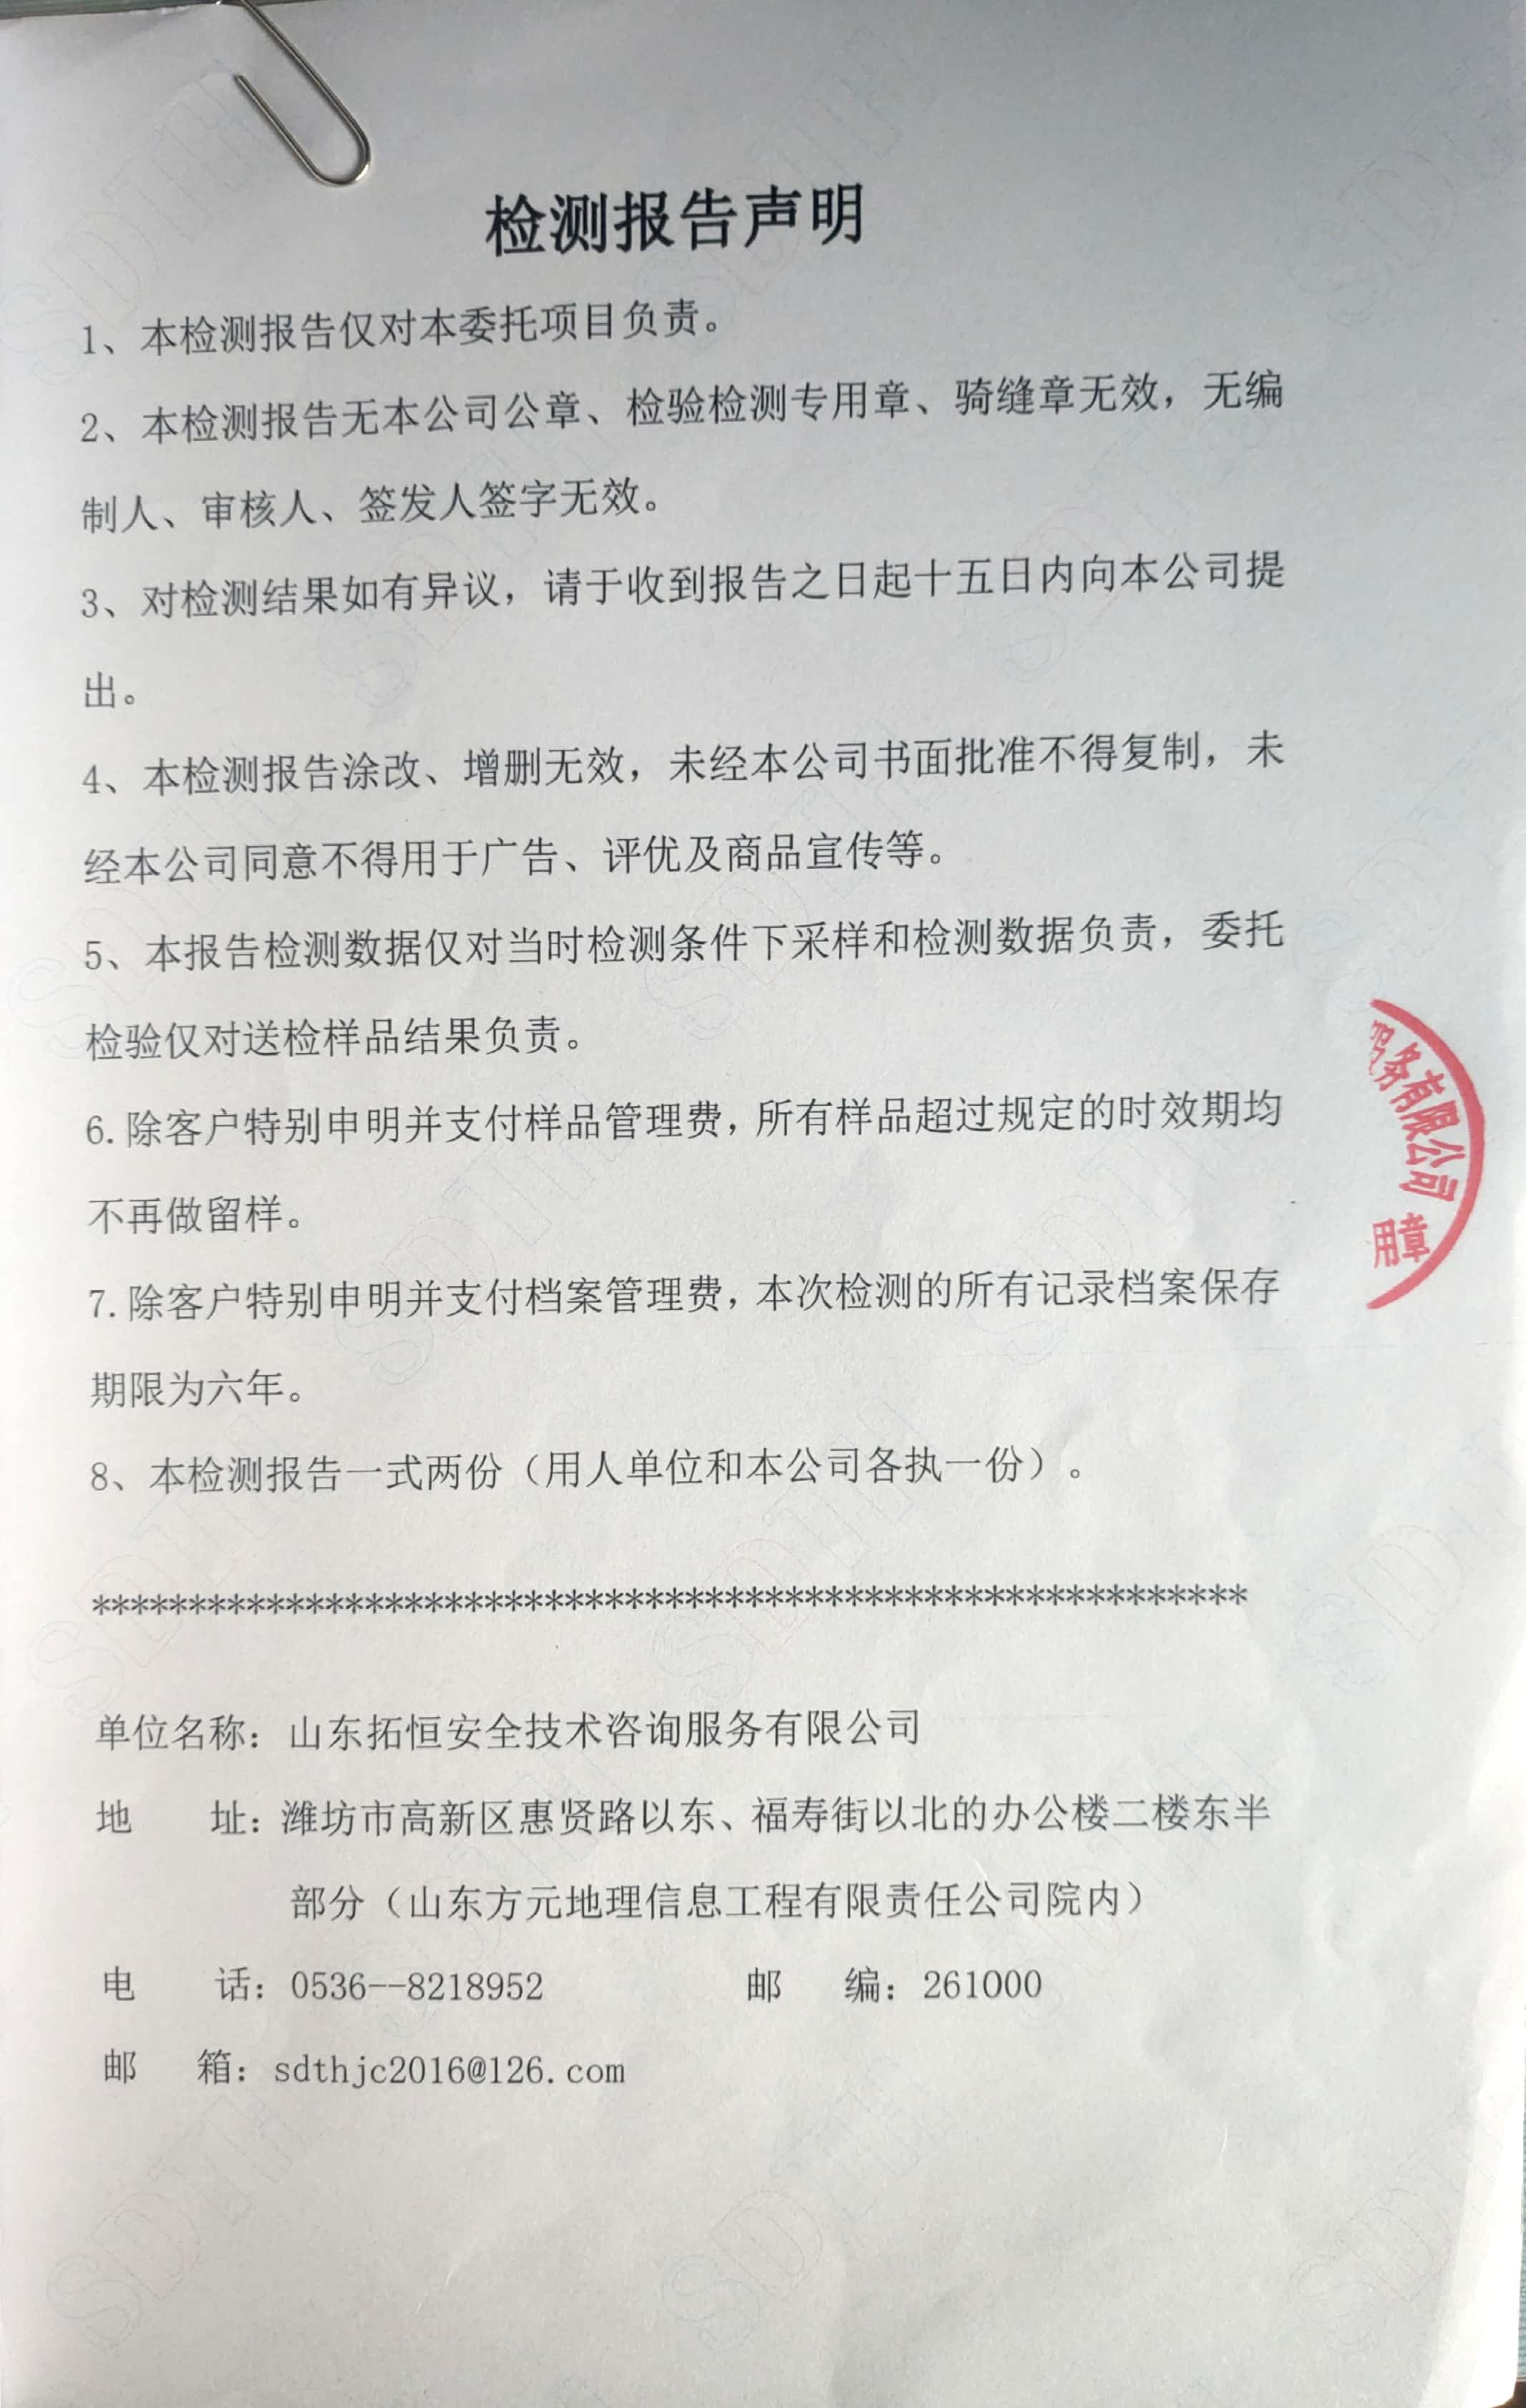 检测报告声明
1、本检测报告仅对本委托项目负责。
2、本检测报告无本公司公章、检验检测专用章、骑缝章无效，无编
制人、审核人、签发人签字无效。
3、对检测结果如有异议，请于收到报告之日起十五日内向本公司提
出。
4、本检测报告涂改、增删无效，未经本公司书面批准不得复制，未
经本公司同意不得用于广告、评优及商品宣传等。
5、本报告检测数据仅对当时检测条件下采样和检测数据负责，委托
检验仅对送检样品结果负责。
6.除客户特别申明并支付样品管理费，所有样品超过规定的时效期均
不再做留样。
7.除客户特别申明并支付档案管理费，本次检测的所有记录档案保存
期限为六年。
8、本检测报告一式两份（用人单位和本公司各执一份）。
**********************************************************
单位名称：山东拓恒安全技术咨询服务有限公司
地 址：潍坊市高新区惠贤路以东、福寿街以北的办公楼二楼东半
部分（山东方元地理信息工程有限责任公司院内）
电 话：0536--8218952 邮 编：261000
邮 箱：sdthjc2016@126.com
服务有限公司
用章
SDTH